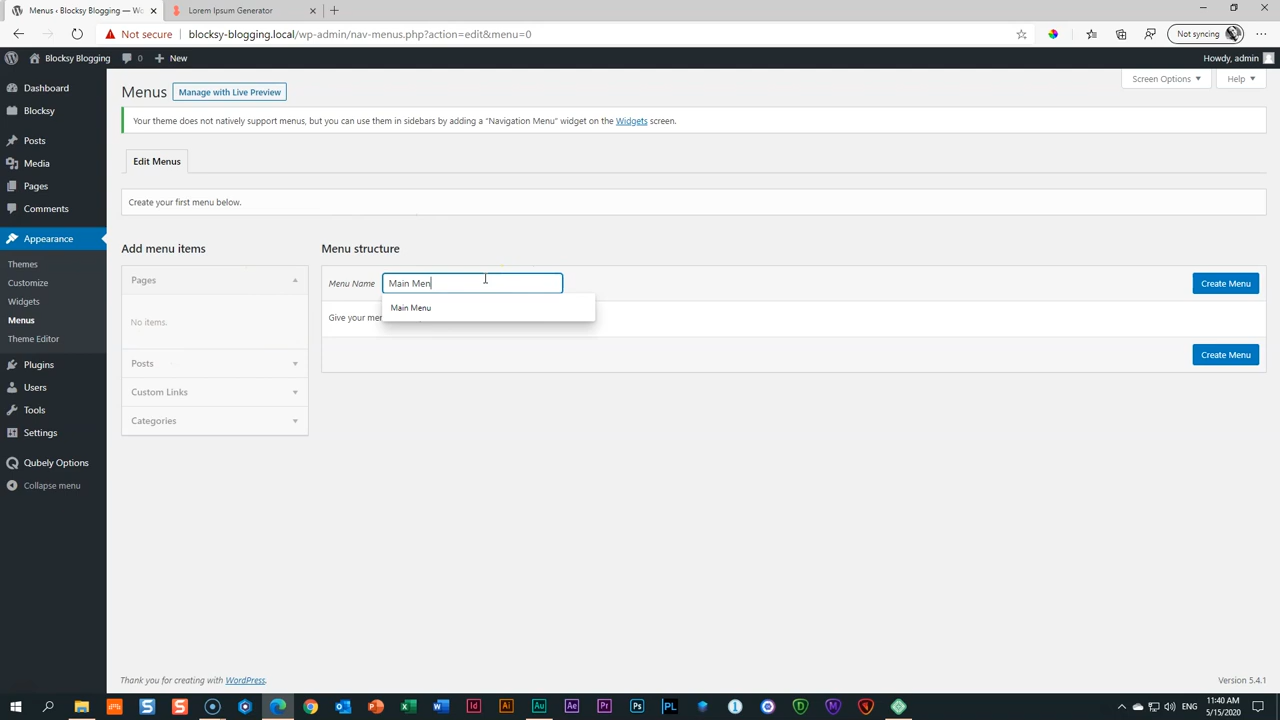 Menus ‹ Blocksy Blogging — Wo
Lorem Ipsum Generator
Not secure
blocksy-blogging.local/wp-admin/nav-menus.php?action=edit&menu=0
Not syncing
Blocksy Blogging
0
New
Howdy, admin
Dashboard
Blocksy
Posts
Media
Pages
Comments
Appearance
Themes
Customize
Widgets
Menus
Theme Editor
Plugins
Users
Tools
Settings
Qubely Options
Collapse menu
Menus
Manage with Live Preview
Screen Options
Help
Your theme does not natively support menus, but you can use them in sidebars by adding a "Navigation Menu" widget on the Widgets screen.
Edit Menus
Create your first menu below.
Add menu items
Pages
No items.
Posts
Custom Links
Categories
Menu structure
Menu Name
Main Men
Create Menu
Main Menu
Give your men
Create Menu
Thank you for creating with WordPress.
Version 5.4.1
11:40 AM
5/15/2020